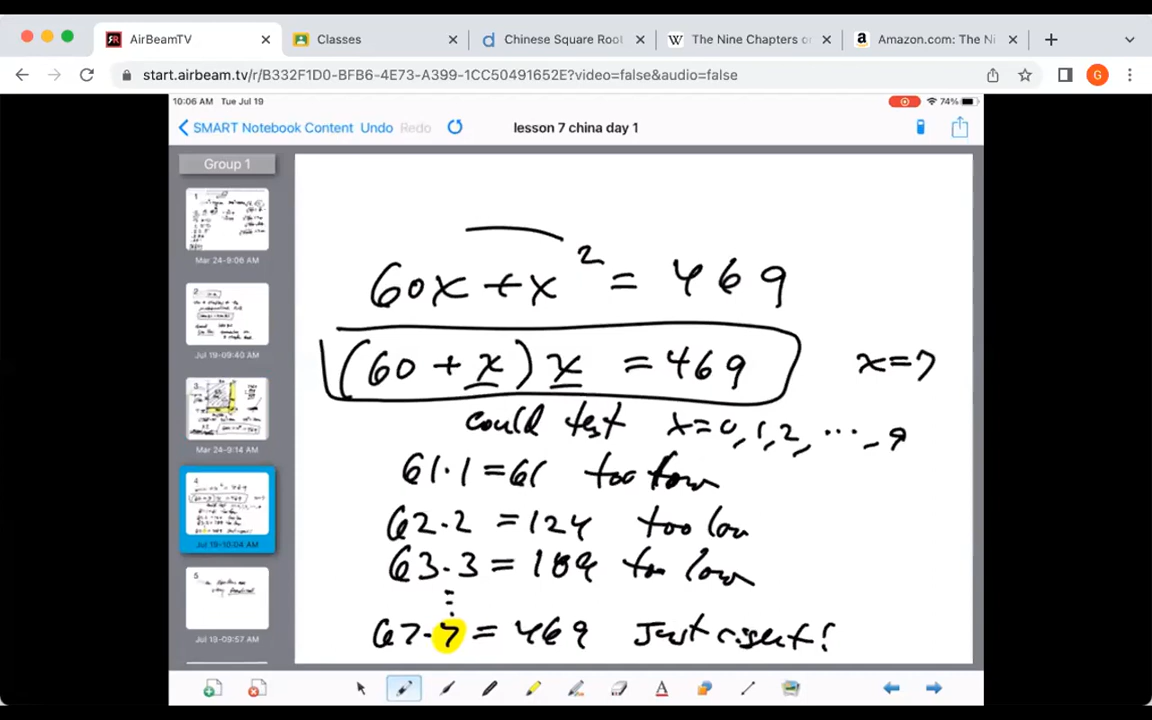 AirBeamTV
Classes
Chinese Square Root
The Nine Chapters o
Amazon.com: The Ni
start.airbeam.tv/r/B332F1D0-BFB6-4E73-A399-1CC50491652E?video=false&audio=false
G
10:06 AM Tue Jul 19
74%
SMART Notebook Content Undo Redo
lesson 7 china day 1
Group 1
1
Mar 24-9:06 AM
2
Jul 19-09:40 AM
3
Mar 24-9:14 AM
4
Jul 19-10:04 AM
5
Jul 19-09:57 AM
60x + x² = 469
(60 + x) x = 469 x=7
could test x=0, 1, 2, ..., 9
61·1 = 61 too low
62·2 = 124 too low
63·3 = 189 too low
⋮
67·7 = 469 Just right!